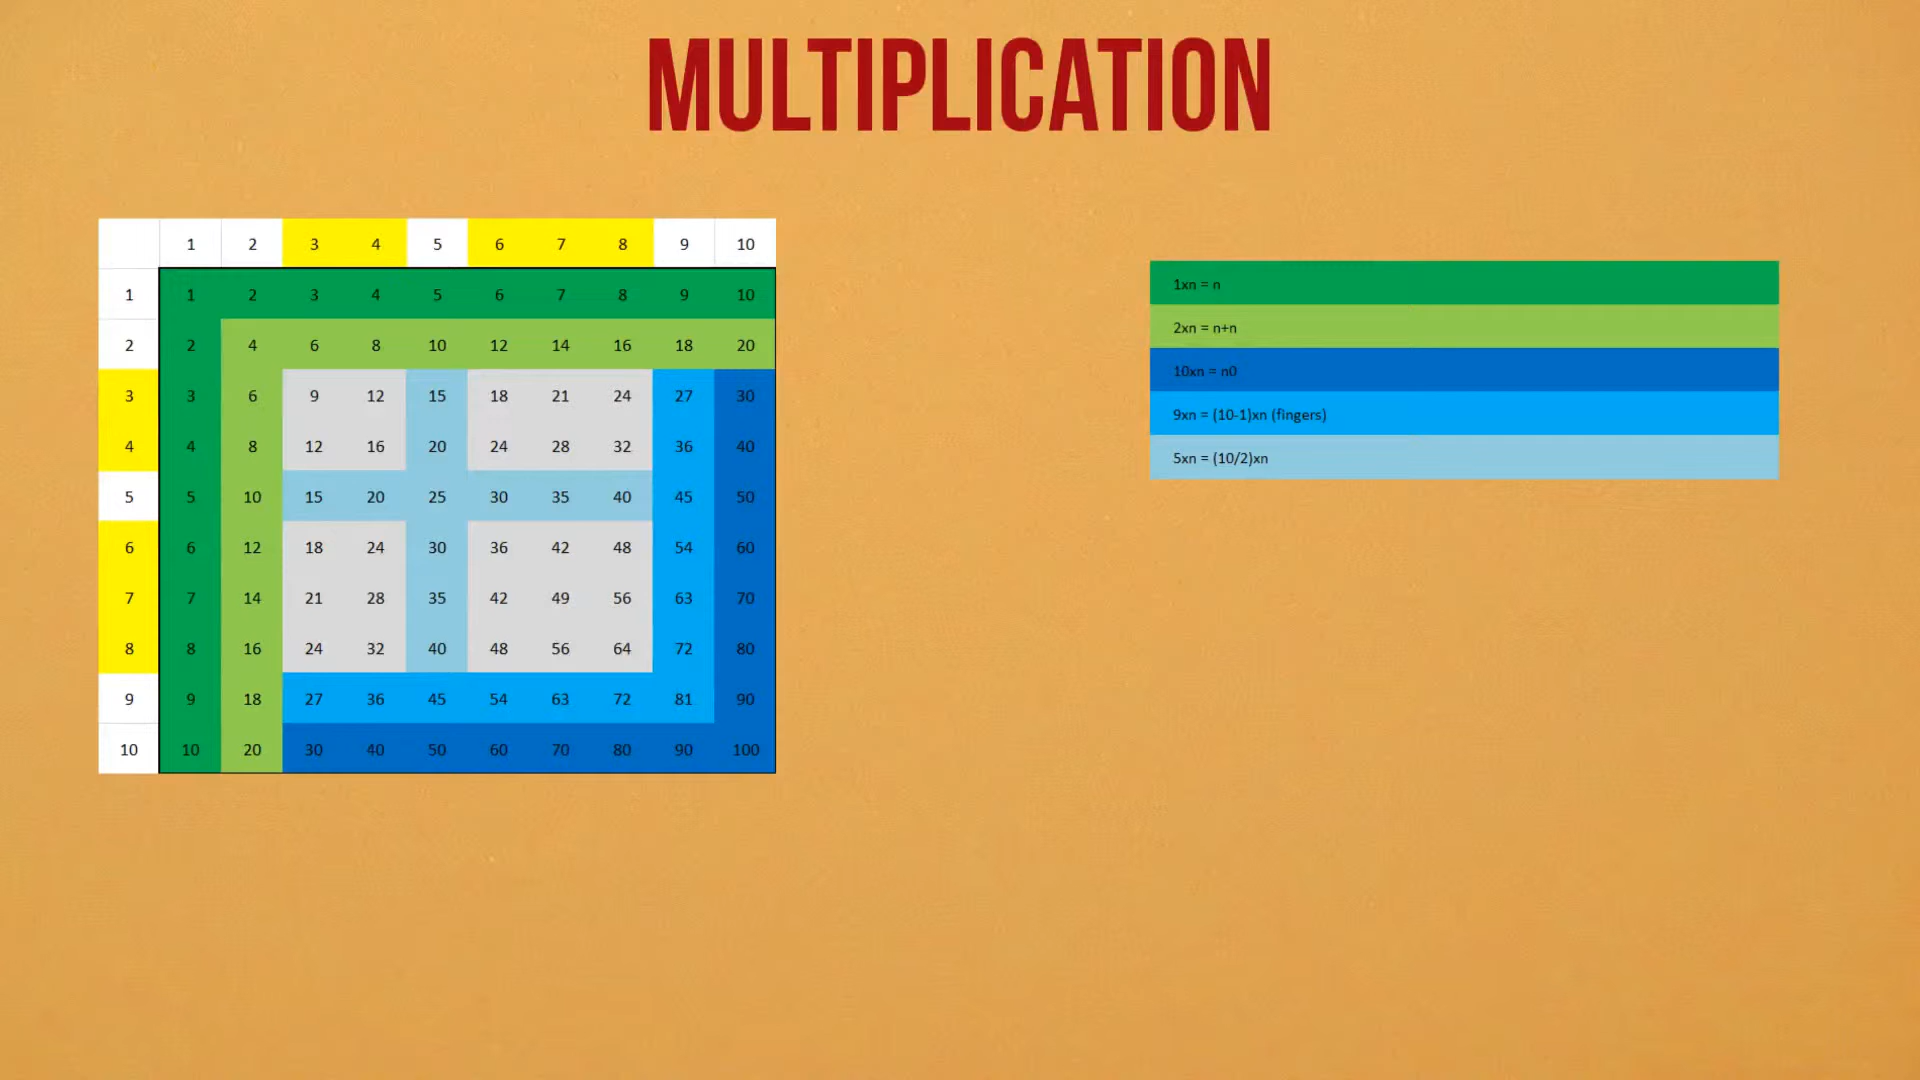 MULTIPLICATION
1 2 3 4 5 6 7 8 9 10
1 1 2 3 4 5 6 7 8 9 10
2 2 4 6 8 10 12 14 16 18 20
3 3 6 9 12 15 18 21 24 27 30
4 4 8 12 16 20 24 28 32 36 40
5 5 10 15 20 25 30 35 40 45 50
6 6 12 18 24 30 36 42 48 54 60
7 7 14 21 28 35 42 49 56 63 70
8 8 16 24 32 40 48 56 64 72 80
9 9 18 27 36 45 54 63 72 81 90
10 10 20 30 40 50 60 70 80 90 100
1xn = n
2xn = n+n
10xn = n0
9xn = (10-1)xn (fingers)
5xn = (10/2)xn